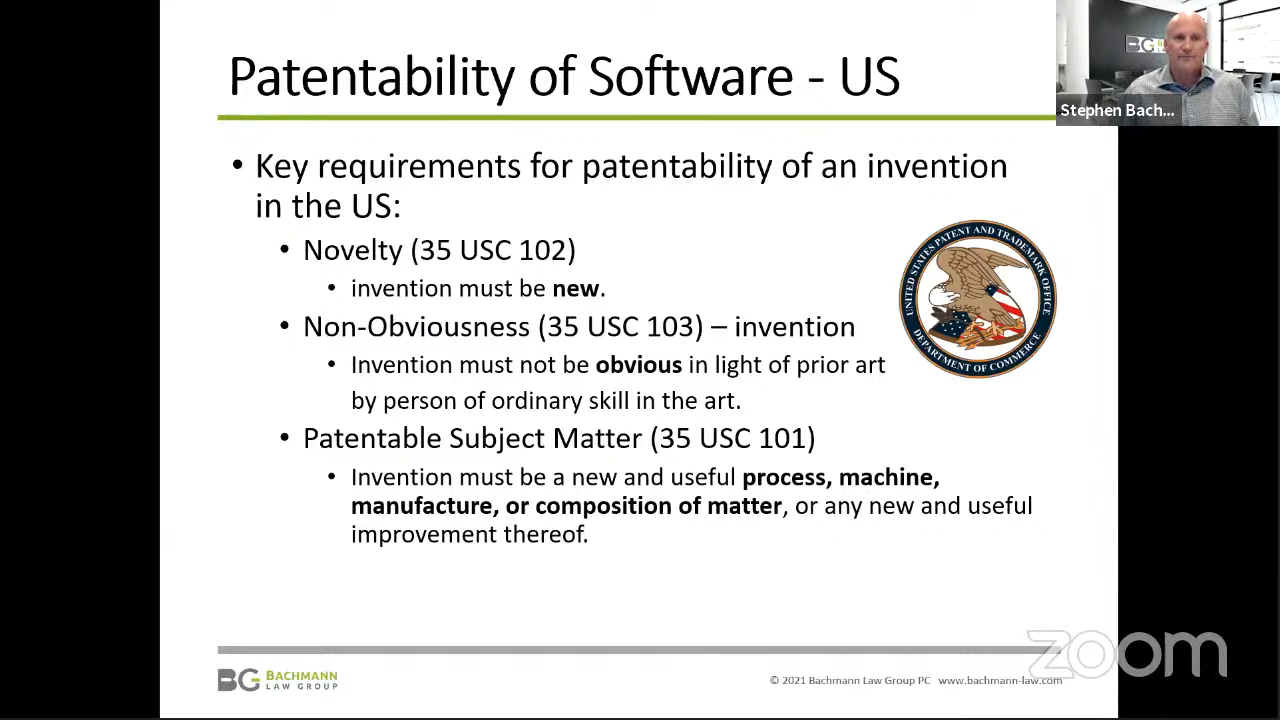 Patentability of Software - US
Stephen Bach...
• Key requirements for patentability of an invention
in the US:
• Novelty (35 USC 102)
• invention must be new.
• Non-Obviousness (35 USC 103) – invention
• Invention must not be obvious in light of prior art
by person of ordinary skill in the art.
• Patentable Subject Matter (35 USC 101)
• Invention must be a new and useful process, machine,
manufacture, or composition of matter, or any new and useful
improvement thereof.
UNITED STATES PATENT AND TRADEMARK OFFICE
DEPARTMENT OF COMMERCE
BG BACHMANN
LAW GROUP
© 2021 Bachmann Law Group PC www.bachmann-law.com
zoom